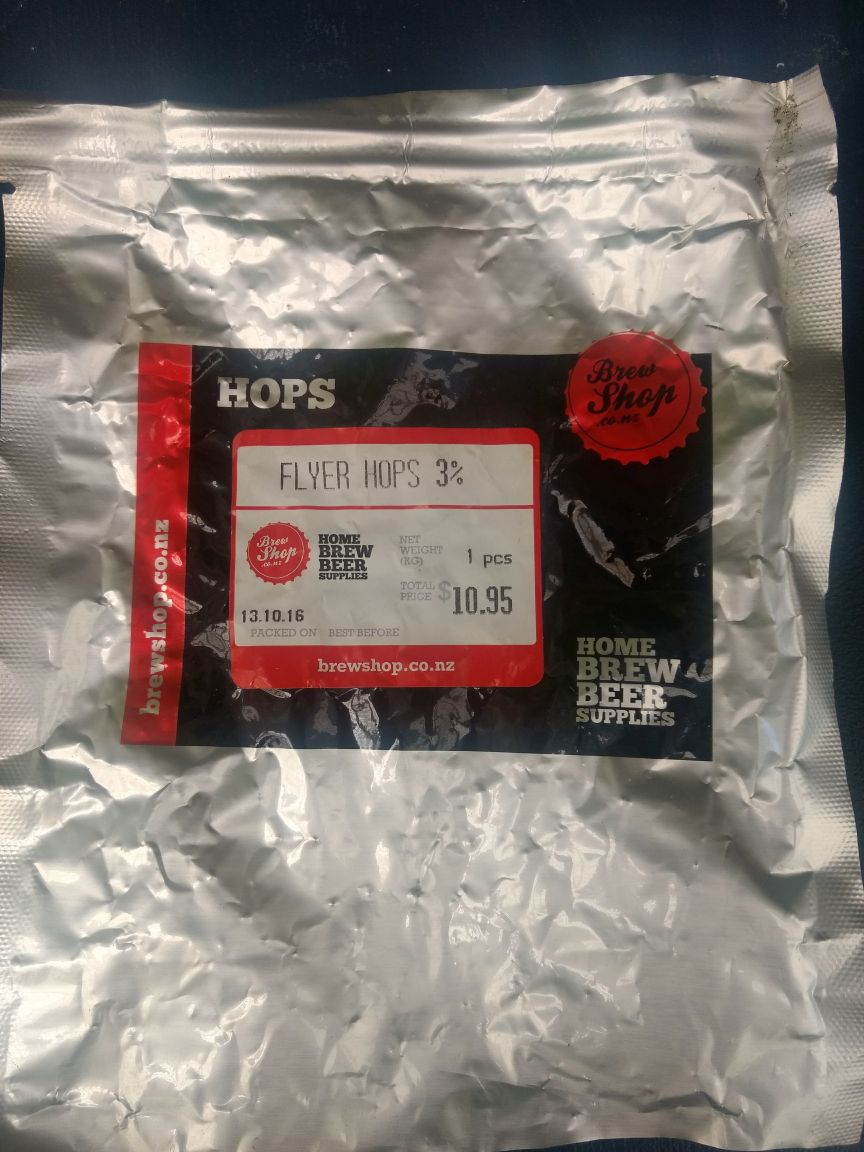 HOPS
Brew
Shop
.co.nz
FLYER HOPS 3%
Brew
Shop
.co.nz
HOME
BREW
BEER
SUPPLIES
NET
WEIGHT
(KG)
1 pcs
TOTAL
PRICE
$10.95
13.10.16
PACKED ON BEST BEFORE
brewshop.co.nz
brewshop.co.nz
HOME
BREW
BEER
SUPPLIES